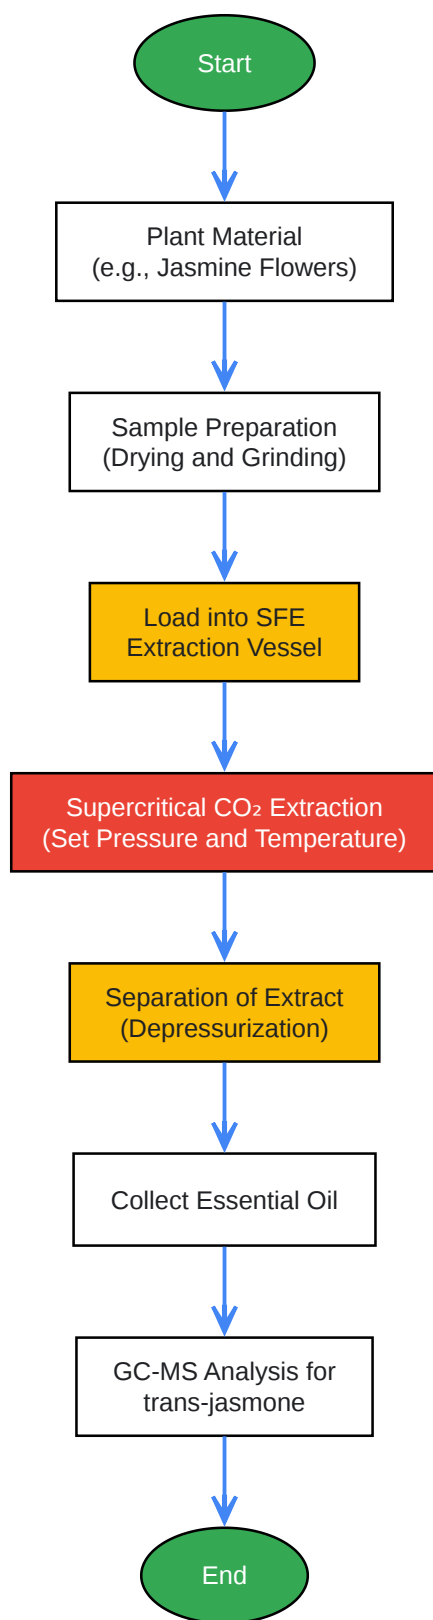 Start
Plant Material
(e.g., Jasmine Flowers)
Sample Preparation
(Drying and Grinding)
Load into SFE
Extraction Vessel
Supercritical CO₂ Extraction
(Set Pressure and Temperature)
Separation of Extract
(Depressurization)
Collect Essential Oil
GC-MS Analysis for
trans-jasmone
End